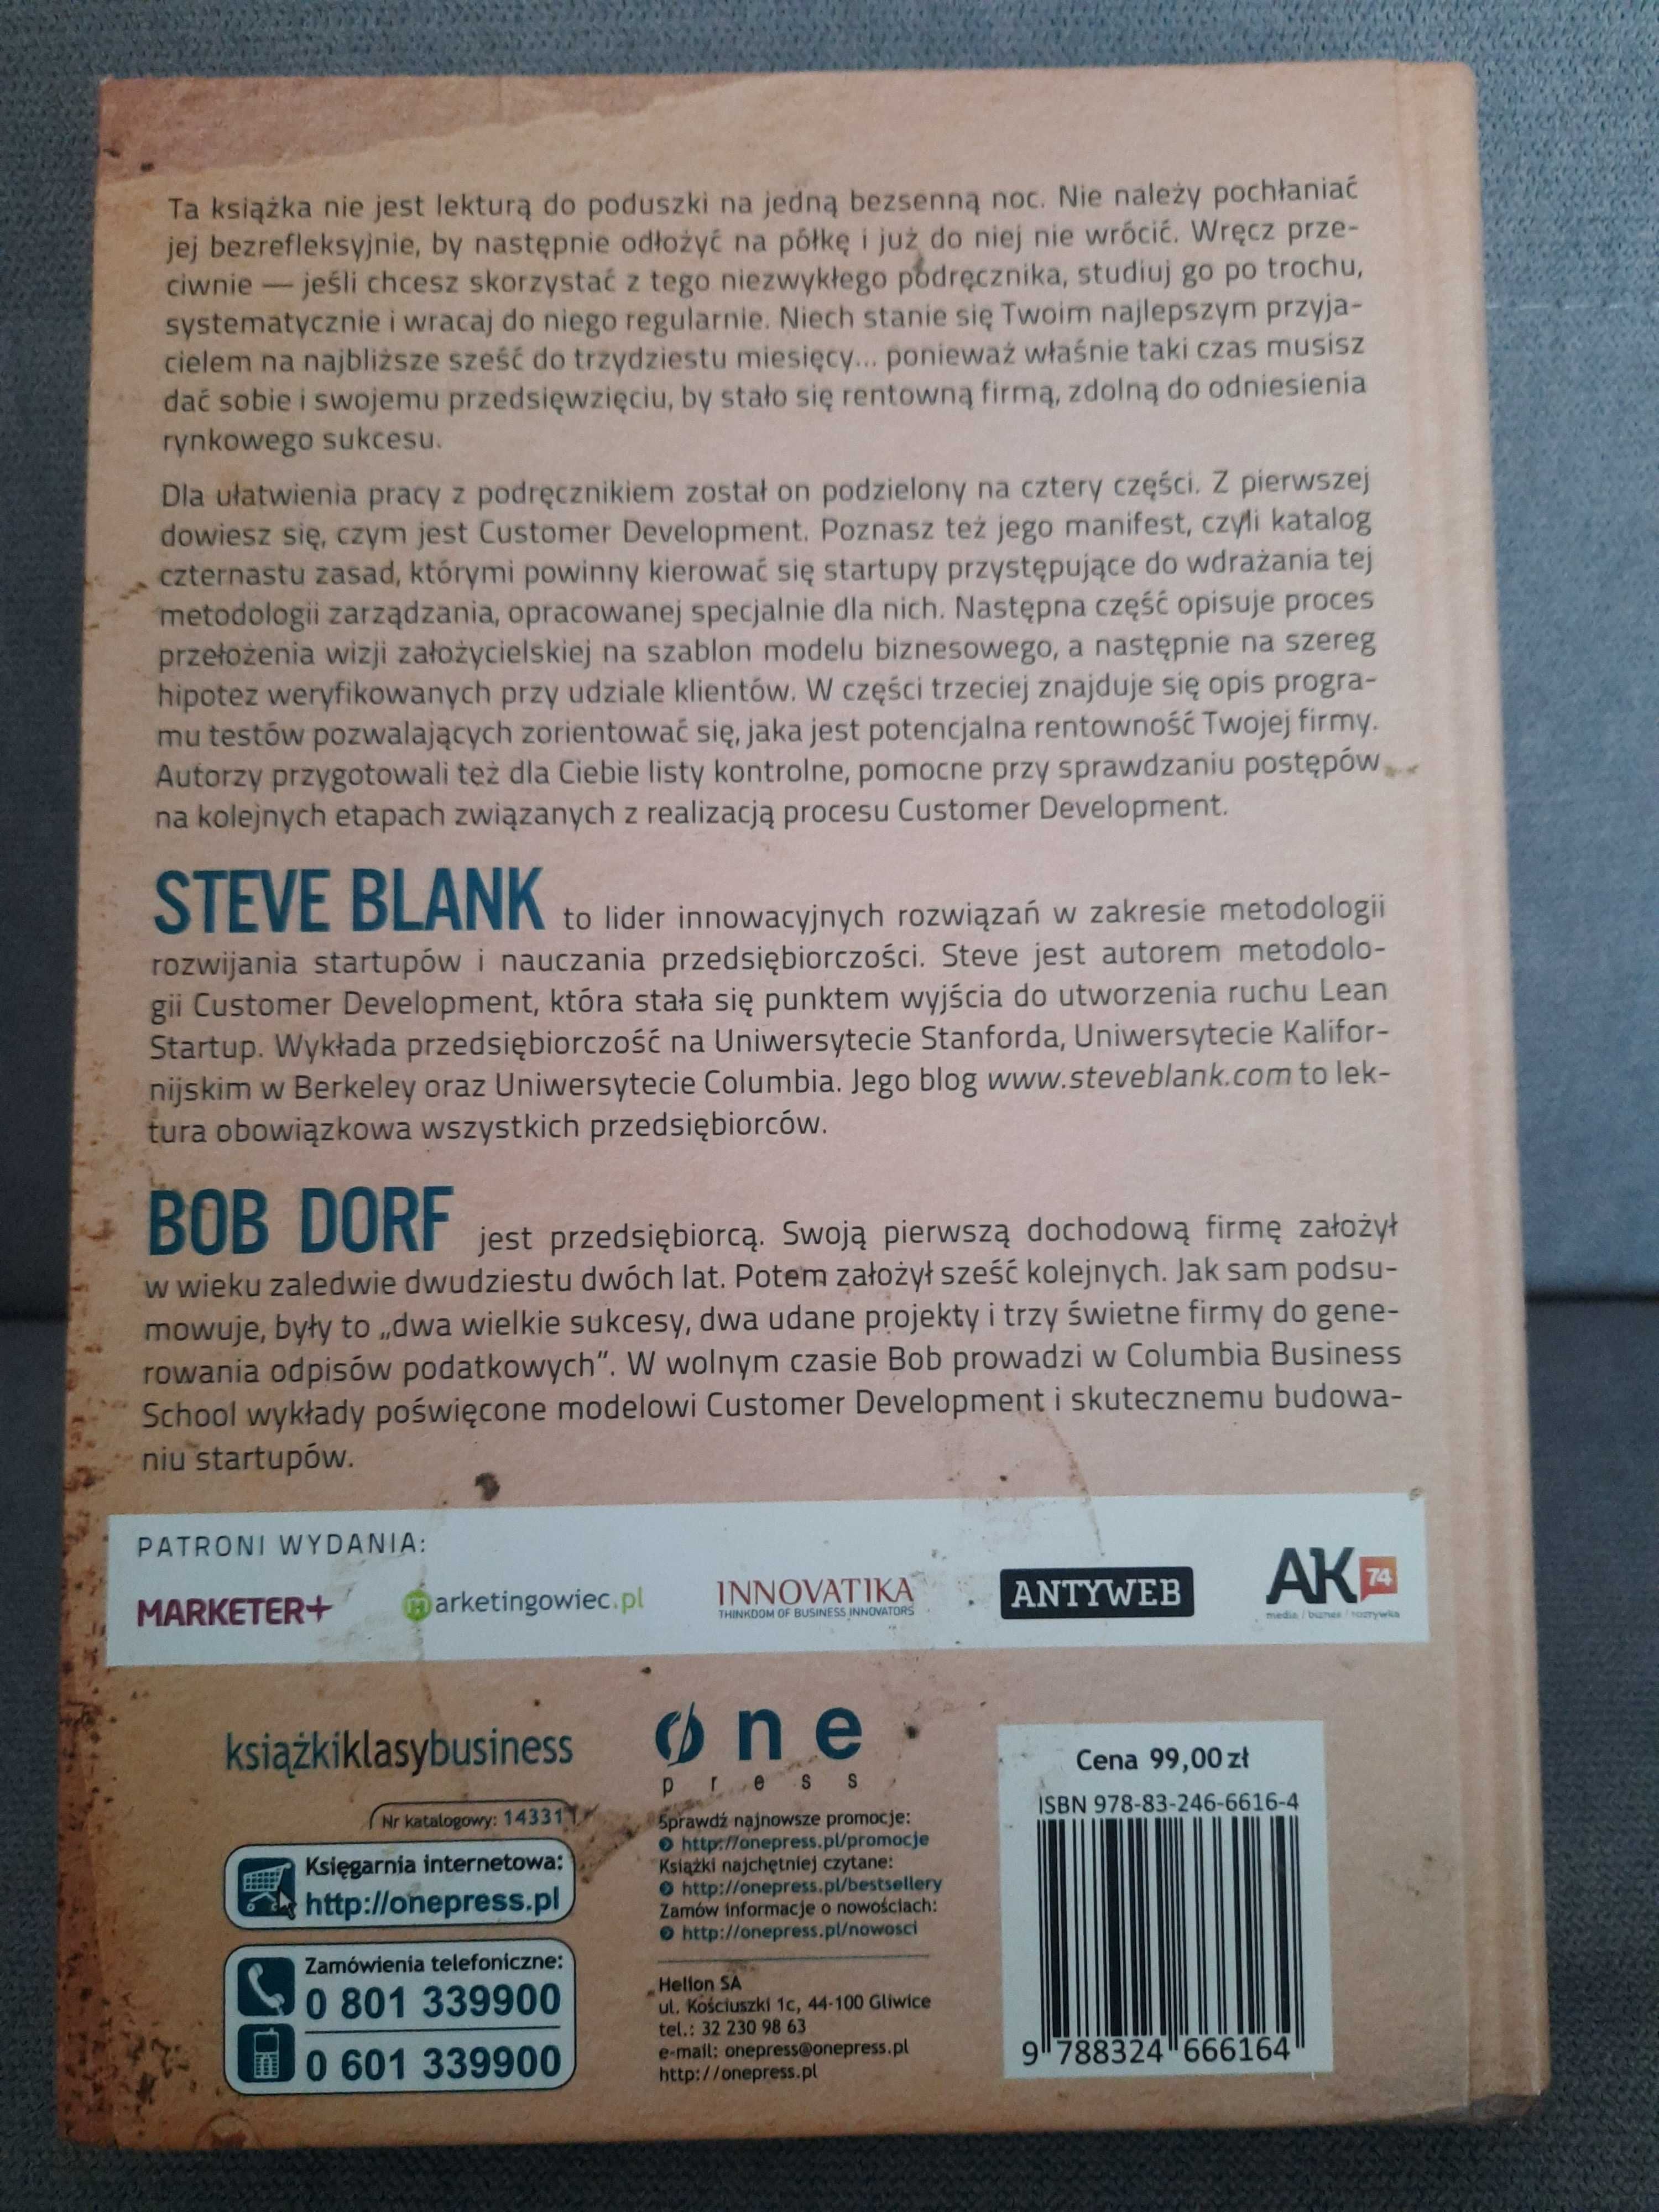 Ta książka nie jest lekturą do poduszki na jedną bezsenną noc. Nie należy pochłaniać
jej bezrefleksyjnie, by następnie odłożyć na półkę i już do niej nie wrócić. Wręcz prze-
ciwnie — jeśli chcesz skorzystać z tego niezwykłego podręcznika, studiuj go po trochu,
systematycznie i wracaj do niego regularnie. Niech stanie się Twoim najlepszym przyja-
cielem na najbliższe sześć do trzydziestu miesięcy... ponieważ właśnie taki czas musisz
dać sobie i swojemu przedsięwzięciu, by stało się rentowną firmą, zdolną do odniesienia
rynkowego sukcesu.
Dla ułatwienia pracy z podręcznikiem został on podzielony na cztery części. Z pierwszej
dowiesz się, czym jest Customer Development. Poznasz też jego manifest, czyli katalog
czternastu zasad, którymi powinny kierować się startupy przystępujące do wdrażania tej
metodologii zarządzania, opracowanej specjalnie dla nich. Następna część opisuje proces
przełożenia wizji założycielskiej na szablon modelu biznesowego, a następnie na szereg
hipotez weryfikowanych przy udziale klientów. W części trzeciej znajduje się opis progra-
mu testów pozwalających zorientować się, jaka jest potencjalna rentowność Twojej firmy.
Autorzy przygotowali też dla Ciebie listy kontrolne, pomocne przy sprawdzaniu postępów
na kolejnych etapach związanych z realizacją procesu Customer Development.
STEVE BLANK to lider innowacyjnych rozwiązań w zakresie metodologii
rozwijania startupów i nauczania przedsiębiorczości. Steve jest autorem metodolo-
gii Customer Development, która stała się punktem wyjścia do utworzenia ruchu Lean
Startup. Wykłada przedsiębiorczość na Uniwersytecie Stanforda, Uniwersytecie Kalifor-
nijskim w Berkeley oraz Uniwersytecie Columbia. Jego blog www.steveblank.com to lek-
tura obowiązkowa wszystkich przedsiębiorców.
BOB DORF jest przedsiębiorcą. Swoją pierwszą dochodową firmę założył
w wieku zaledwie dwudziestu dwóch lat. Potem założył sześć kolejnych. Jak sam podsu-
mowuje, były to „dwa wielkie sukcesy, dwa udane projekty i trzy świetne firmy do gene-
rowania odpisów podatkowych”. W wolnym czasie Bob prowadzi w Columbia Business
School wykłady poświęcone modelowi Customer Development i skutecznemu budowa-
niu startupów.
PATRONI WYDANIA:
MARKETER+
Marketingowiec.pl
INNOVATIKA
THINKDOM OF BUSINESS INNOVATORS
ANTYWEB
AK 74
media / biznes / rozrywka
książkiklasybusiness
Nr katalogowy: 14331
Księgarnia internetowa:
http://onepress.pl
Zamówienia telefoniczne:
0 801 339900
0 601 339900
one
press
Sprawdź najnowsze promocje:
http://onepress.pl/promocje
Książki najchętniej czytane:
http://onepress.pl/bestsellery
Zamów informacje o nowościach:
http://onepress.pl/nowosci
Helion SA
ul. Kościuszki 1c, 44-100 Gliwice
tel.: 32 230 98 63
e-mail: onepress@onepress.pl
http://onepress.pl
Cena 99,00 zł
ISBN 978-83-246-6616-4
9 788324 666164